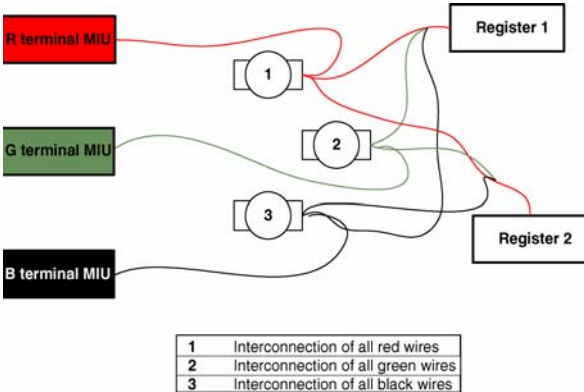 R terminal MIU
Register 1
1
2
G terminal MIU
3
Register 2
B terminal MIU
1 Interconnection of all red wires
2 Interconnection of all green wires
3 Interconnection of all black wires